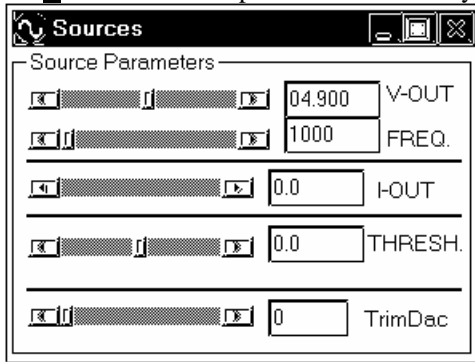 Sources
Source Parameters
04.900 V-OUT
1000 FREQ.
0.0 I-OUT
0.0 THRESH.
0 TrimDac